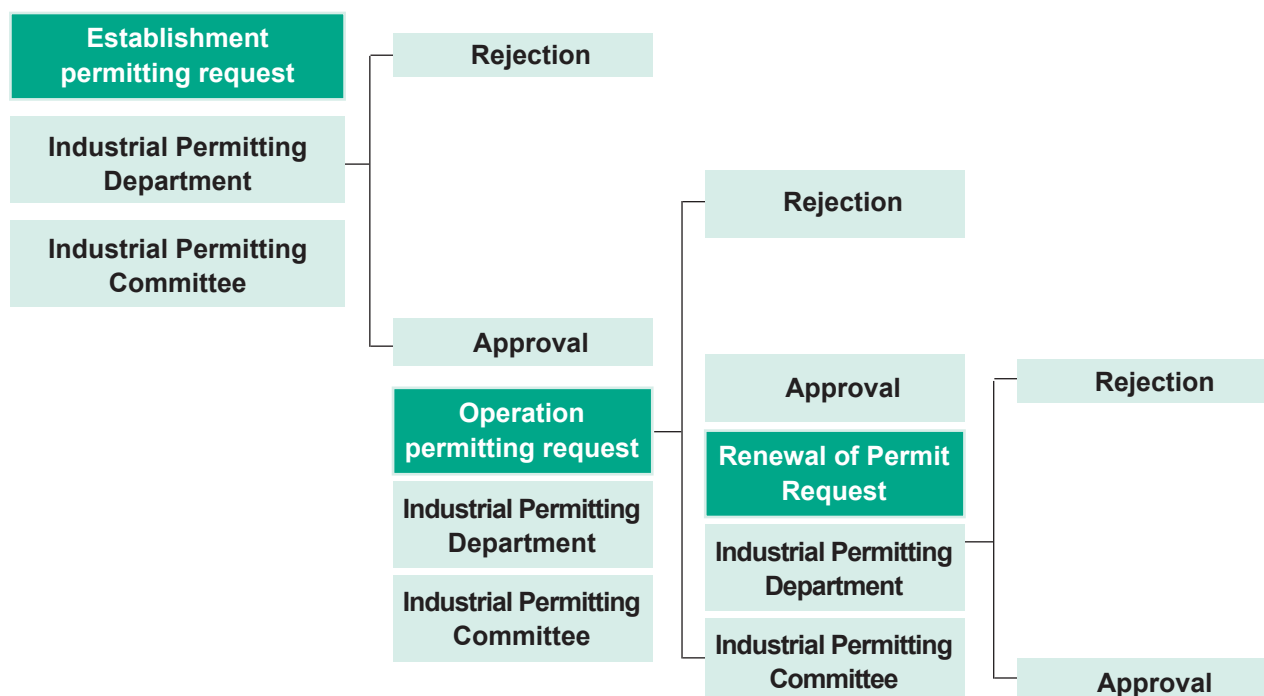 Establishment
permitting request
Industrial Permitting
Department
Industrial Permitting
Committee
Rejection
Approval
Operation
permitting request
Industrial Permitting
Department
Industrial Permitting
Committee
Rejection
Approval
Renewal of Permit
Request
Industrial Permitting
Department
Industrial Permitting
Committee
Rejection
Approval